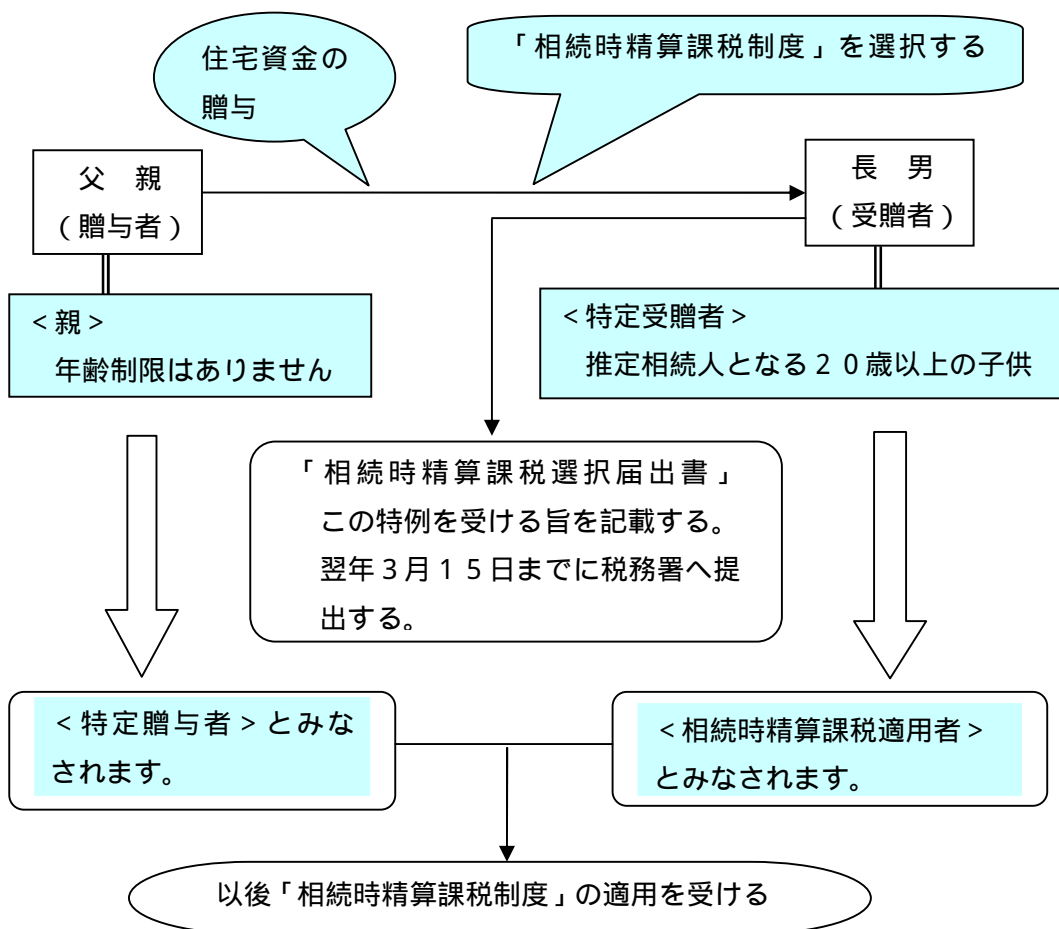 住宅資金の
贈与
「相続時精算課税制度」を選択する
父 親
(贈与者)
長 男
(受贈者)
<親>
年齢制限はありません
<特定受贈者>
推定相続人となる20歳以上の子供
「相続時精算課税選択届出書」
この特例を受ける旨を記載する。
翌年3月15日までに税務署へ提
出する。
<特定贈与者>とみな
されます。
<相続時精算課税適用者>
とみなされます。
以後「相続時精算課税制度」の適用を受ける